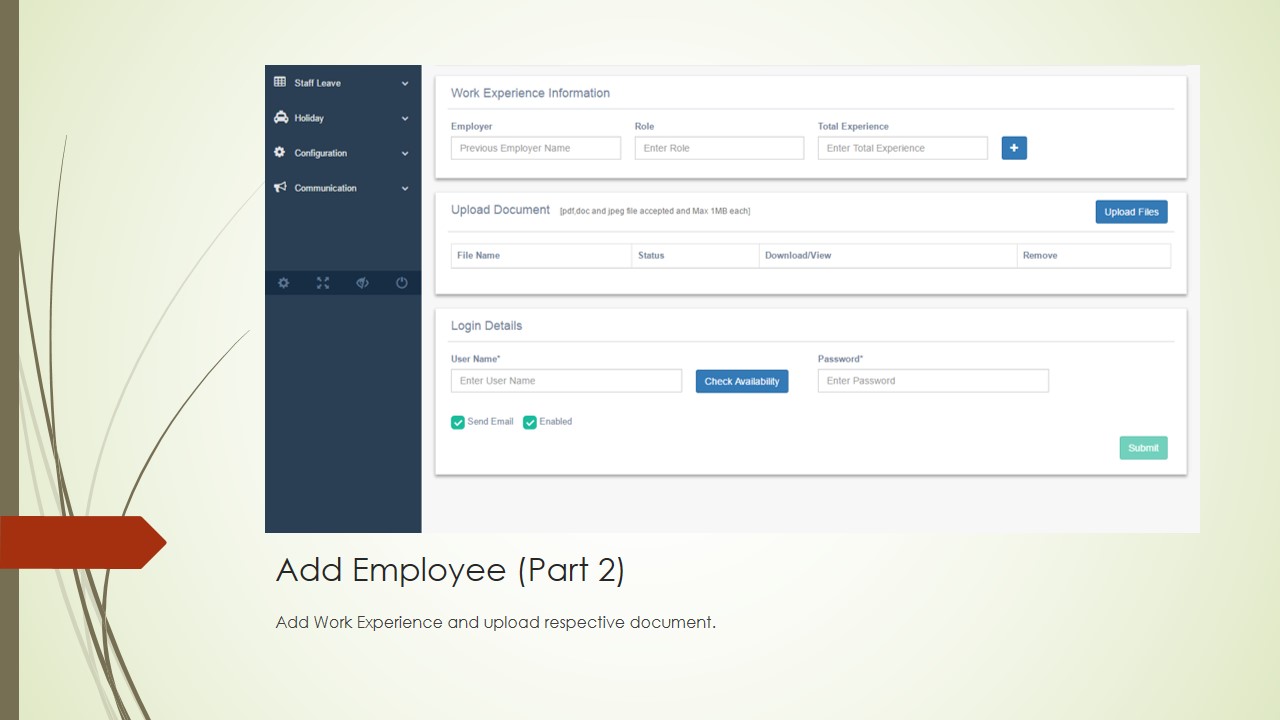 Staff Leave
Holiday
Configuration
Communication
Work Experience Information
Employer Role Total Experience
Previous Employer Name Enter Role Enter Total Experience +
Upload Document [pdf,doc and jpeg file accepted and Max 1MB each] Upload Files
File Name Status Download/View Remove
Login Details
User Name* Password*
Enter User Name Check Availability Enter Password
Send Email Enabled
Submit
Add Employee (Part 2)
Add Work Experience and upload respective document.